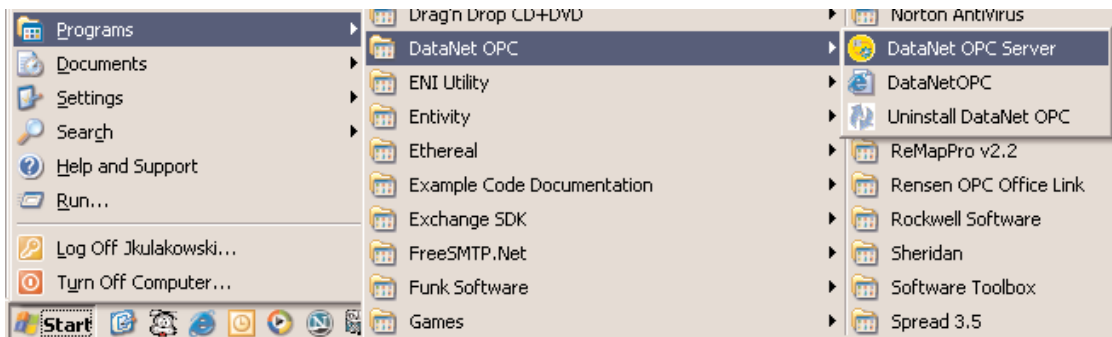 Programs
Documents
Settings
Search
Help and Support
Run...
Log Off Jkulakowski...
Turn Off Computer...
Start
Drag'n Drop CD+DVD
DataNet OPC
ENI Utility
Entivity
Ethereal
Example Code Documentation
Exchange SDK
FreeSMTP.Net
Funk Software
Games
Norton AntiVirus
DataNet OPC Server
DataNetOPC
Uninstall DataNet OPC
ReMapPro v2.2
Rensen OPC Office Link
Rockwell Software
Sheridan
Software Toolbox
Spread 3.5